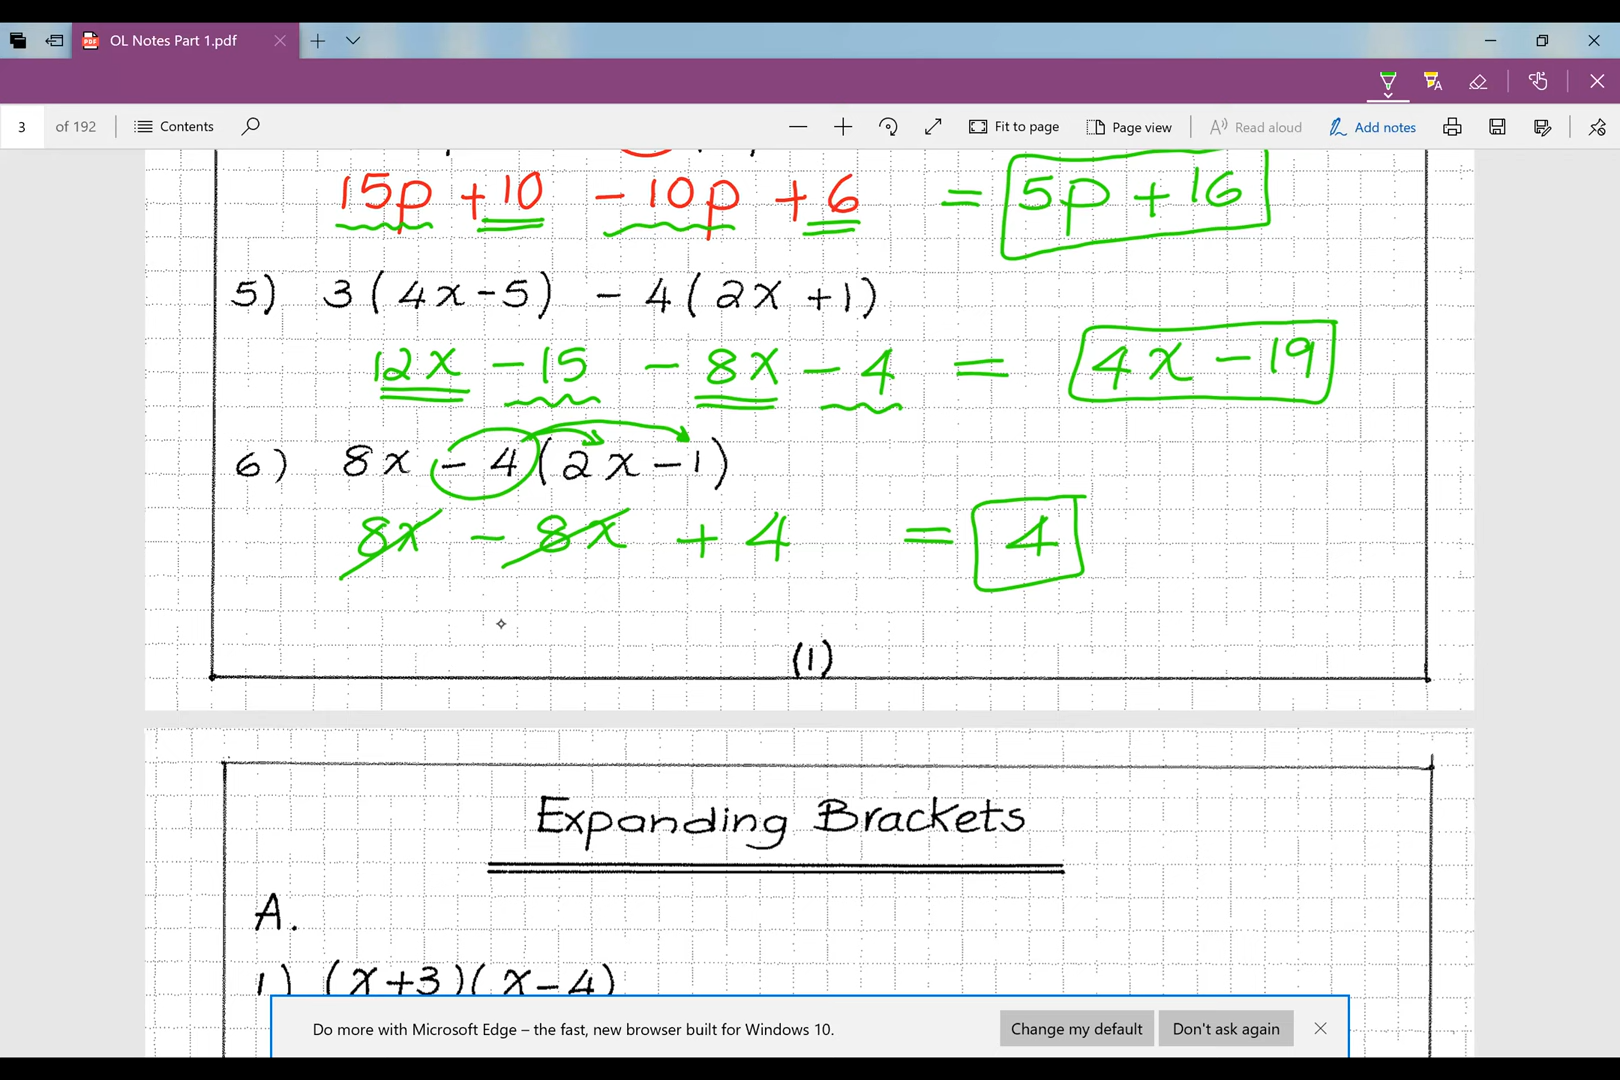 OL Notes Part 1.pdf
3 of 192 Contents Fit to page Page view Read aloud Add notes
15p +10 - 10p + 6 = 5p + 16
5) 3(4x-5) - 4(2x+1)
12x - 15 - 8x - 4 = 4x - 19
6) 8x - 4(2x-1)
8x - 8x + 4 = 4
(1)
Expanding Brackets
A.
1) (x+3)(x-4)
Do more with Microsoft Edge – the fast, new browser built for Windows 10. Change my default Don't ask again